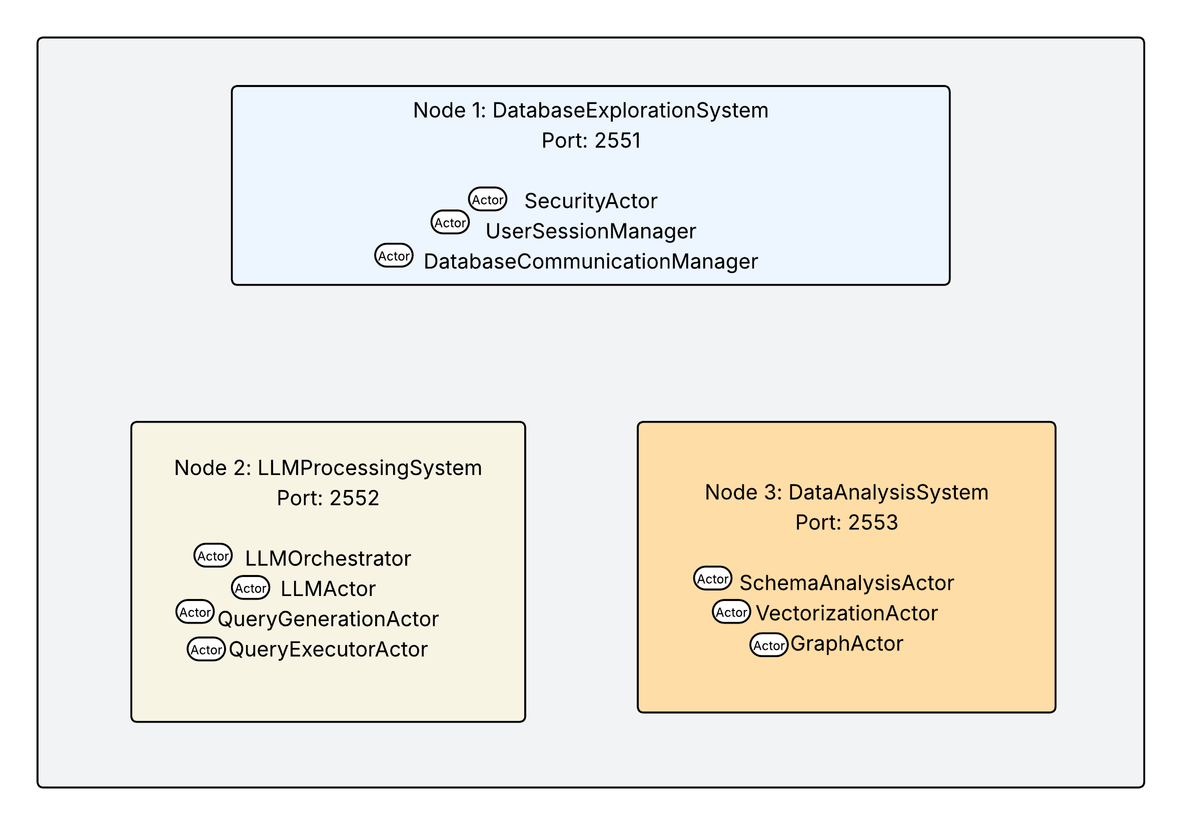 Node 1: DatabaseExplorationSystem
Port: 2551
Actor SecurityActor
Actor UserSessionManager
Actor DatabaseCommunicationManager
Node 2: LLMProcessingSystem
Port: 2552
Actor LLMOrchestrator
Actor LLMActor
Actor QueryGenerationActor
Actor QueryExecutorActor
Node 3: DataAnalysisSystem
Port: 2553
Actor SchemaAnalysisActor
Actor VectorizationActor
Actor GraphActor